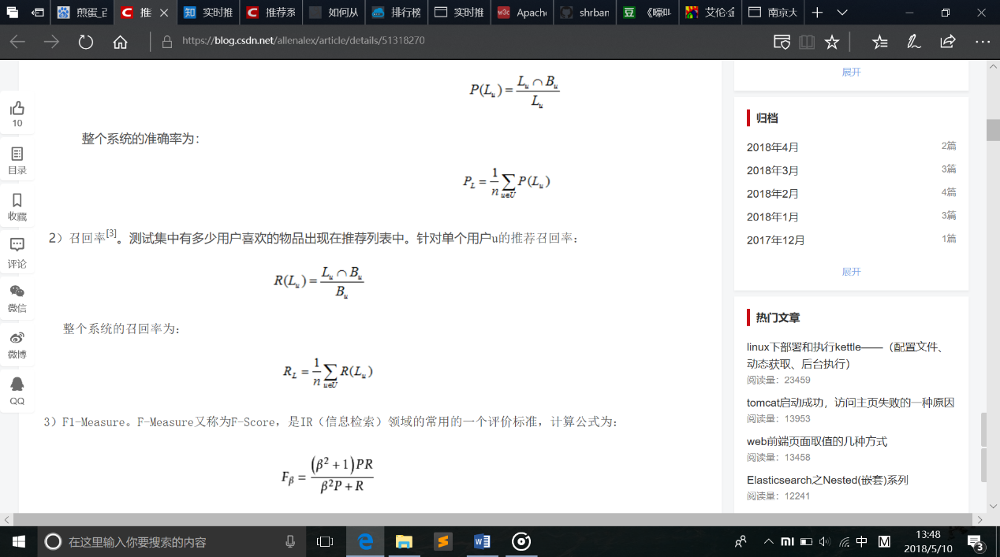 煎蛋正
推
实时推
推荐系
如何从
排行榜
实时推
Apach
shrban
《嚎叫
艾伦·金
南京大
https://blog.csdn.net/allenalex/article/details/51318270
P(L_u) = \frac{L_u ∩ B_u}{L_u}
整个系统的准确率为：
P_L = \frac{1}{n} \sum_{u∈U} P(L_u)
2）召回率[3]。测试集中有多少用户喜欢的物品出现在推荐列表中。针对单个用户u的推荐召回率：
R(L_u) = \frac{L_u ∩ B_u}{B_u}
整个系统的召回率为：
R_L = \frac{1}{n} \sum_{u∈U} R(L_u)
3）F1-Measure。F-Measure又称为F-Score，是IR（信息检索）领域的常用的一个评价标准，计算公式为：
F_β = \frac{(β^2 + 1)PR}{β^2P + R}
10
目录
收藏
评论
微信
微博
QQ
展开
归档
2018年4月 2篇
2018年3月 3篇
2018年2月 4篇
2018年1月 3篇
2017年12月 1篇
展开
热门文章
linux下部署和执行kettle——（配置文件、
动态获取、后台执行）
阅读量：23459
tomcat启动成功，访问主页失败的一种原因
阅读量：13953
web前端页面取值的几种方式
阅读量：13458
Elasticsearch之Nested(嵌套)系列
阅读量：12241
在这里输入你要搜索的内容
中
M
13:48
2018/5/10
3